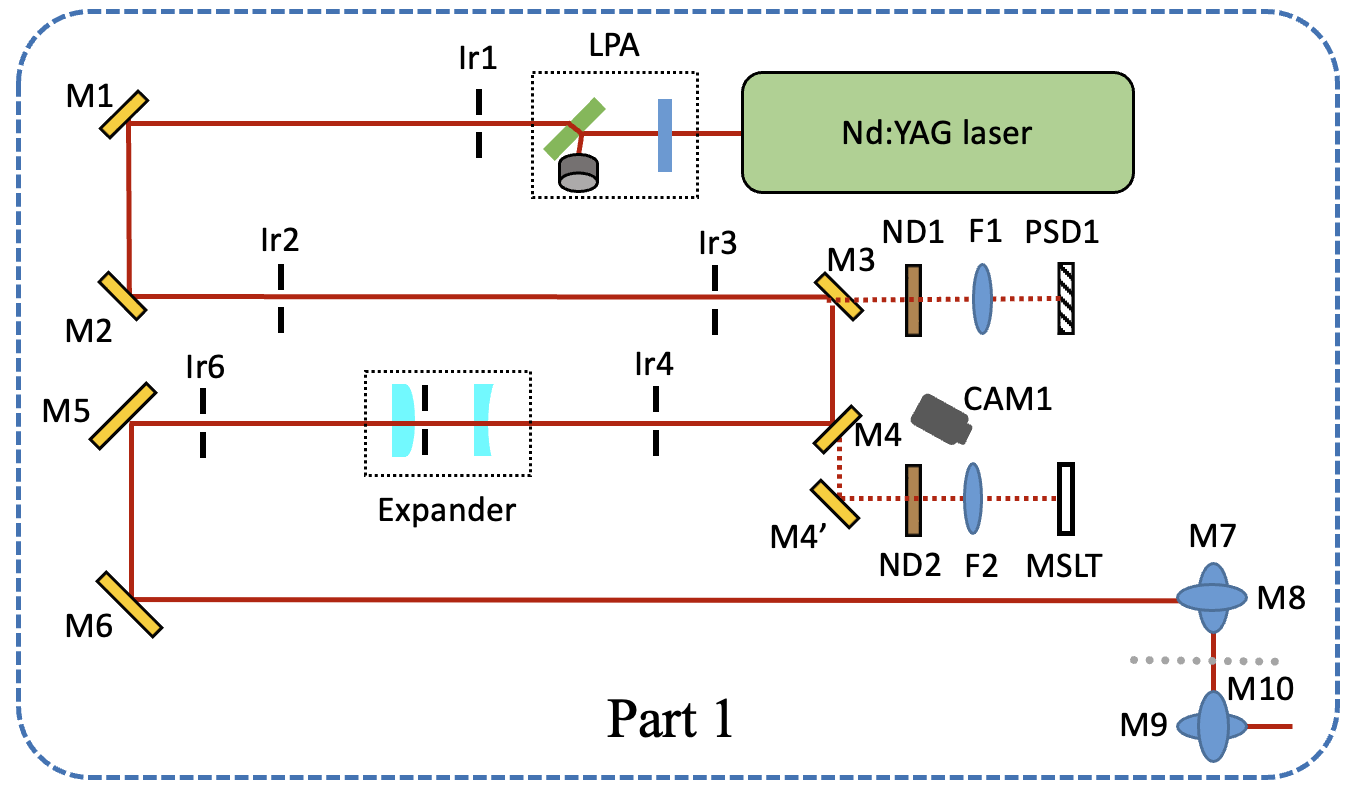 LPA
Ir1
M1
Nd:YAG laser
Ir2
Ir3
M3
ND1
F1
PSD1
M2
Ir6
Ir4
M5
CAM1
M4
Expander
M4’
ND2
F2
MSLT
M7
M8
M6
M10
M9
Part 1